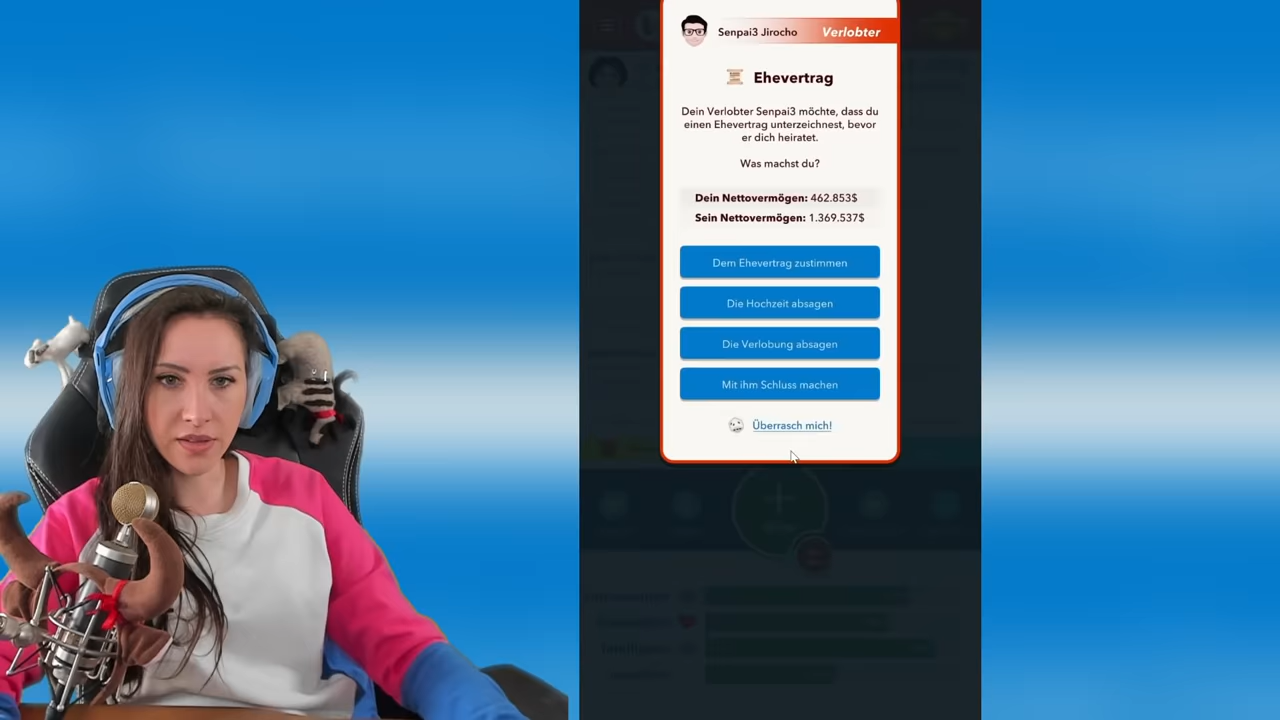 Senpai3 Jirocho
Verlobter
Ehevertrag
Dein Verlobter Senpai3 möchte, dass du
einen Ehevertrag unterzeichnest, bevor
er dich heiratet.
Was machst du?
Dein Nettovermögen: 462.853$
Sein Nettovermögen: 1.369.537$
Dem Ehevertrag zustimmen
Die Hochzeit absagen
Die Verlobung absagen
Mit ihm Schluss machen
Überrasch mich!